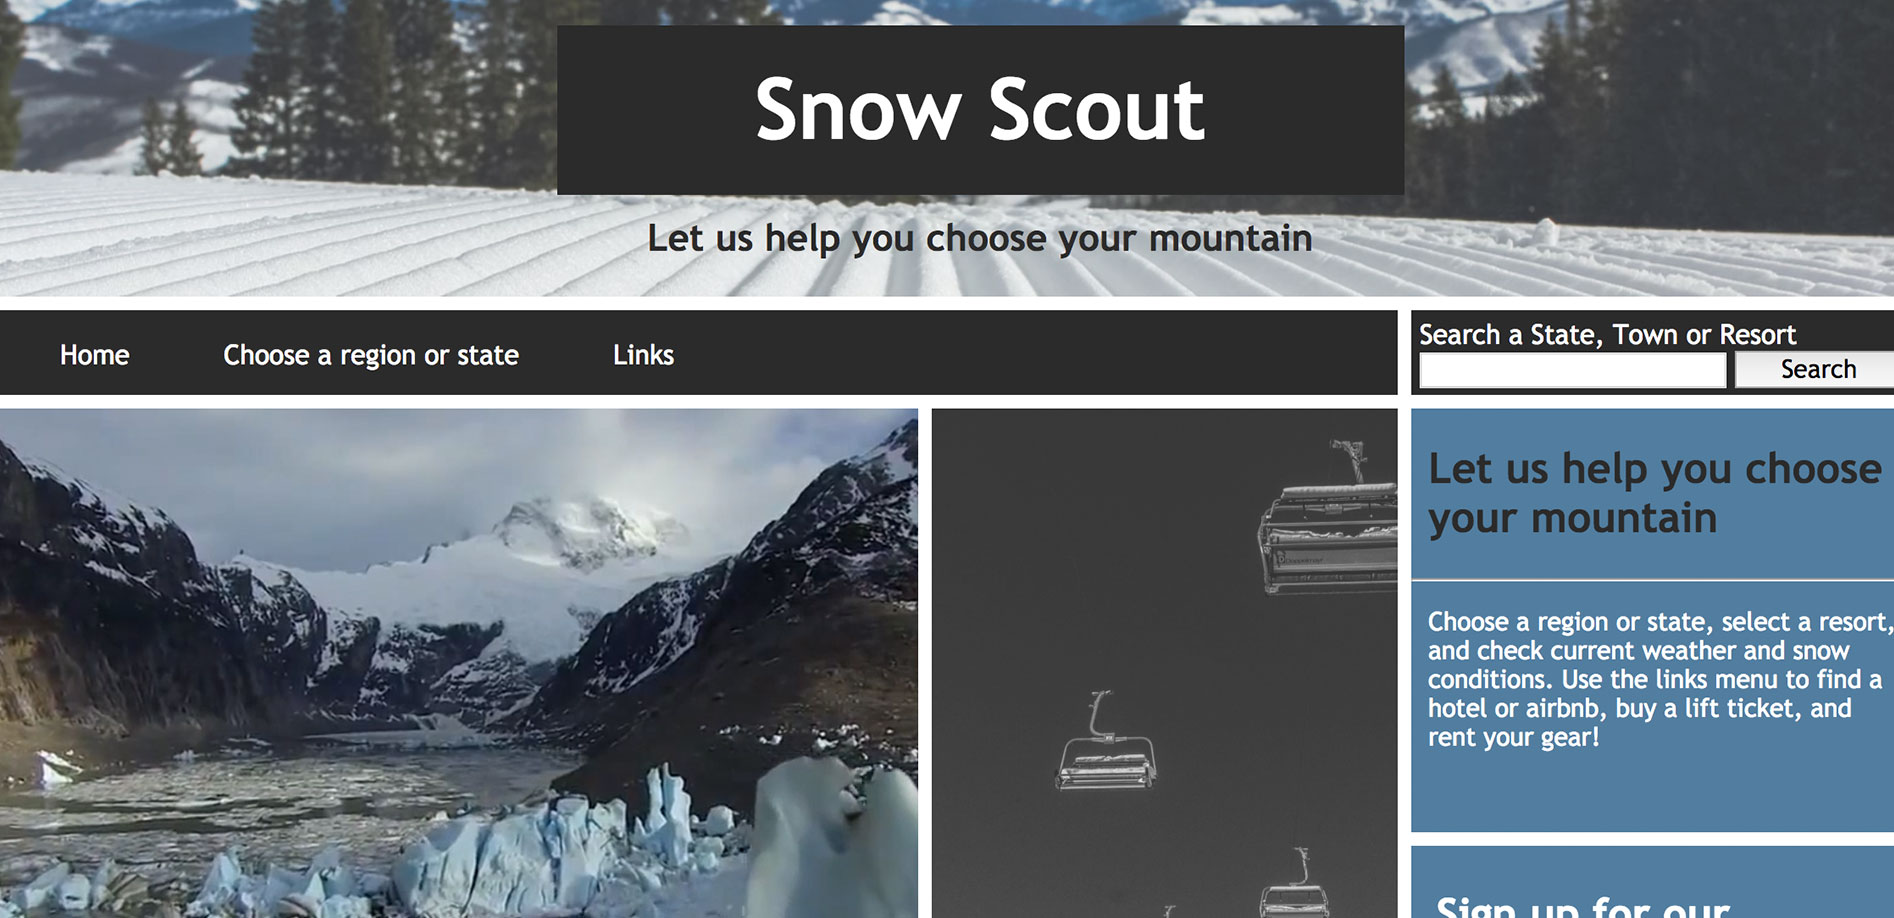 Snow Scout
Let us help you choose your mountain
Home
Choose a region or state
Links
Search a State, Town or Resort
Search
Let us help you choose
your mountain
Choose a region or state, select a resort,
and check current weather and snow
conditions. Use the links menu to find a
hotel or airbnb, buy a lift ticket, and
rent your gear!
Sign up for our